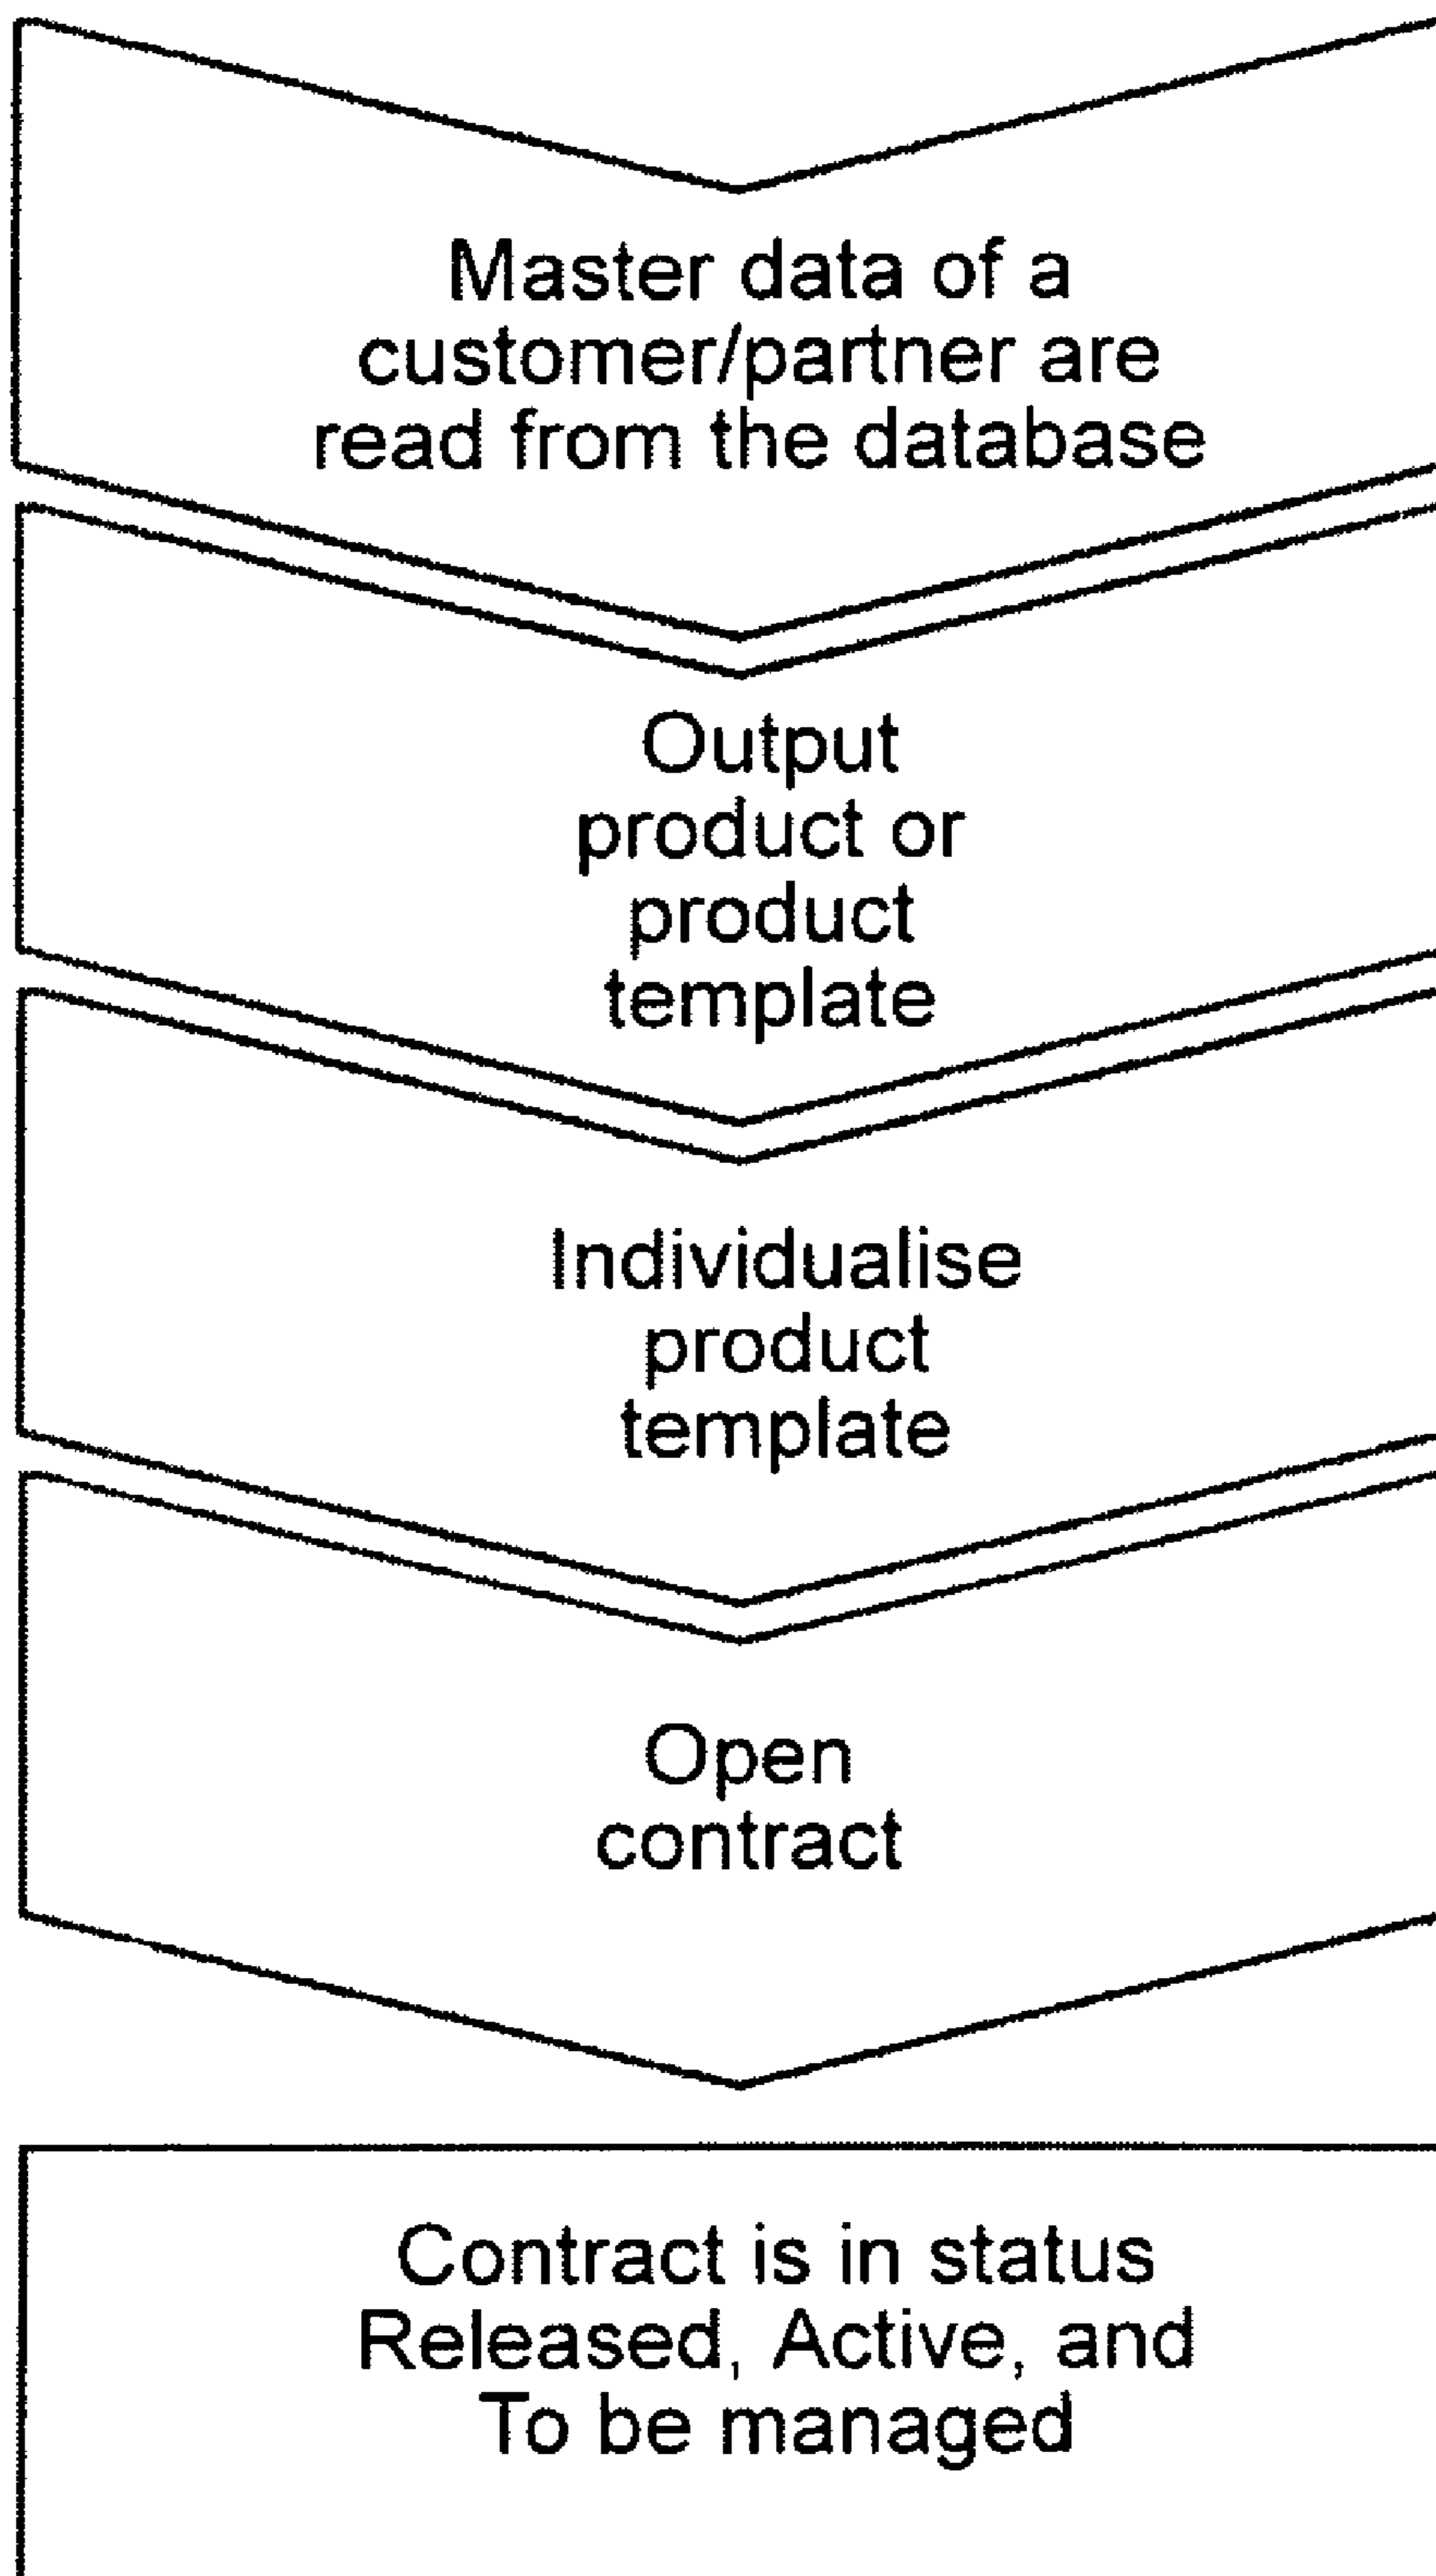 Master data of a
customer/partner are
read from the database
Output
product or
product
template
Individualise
product
template
Open
contract
Contract is in status
Released, Active, and
To be managed